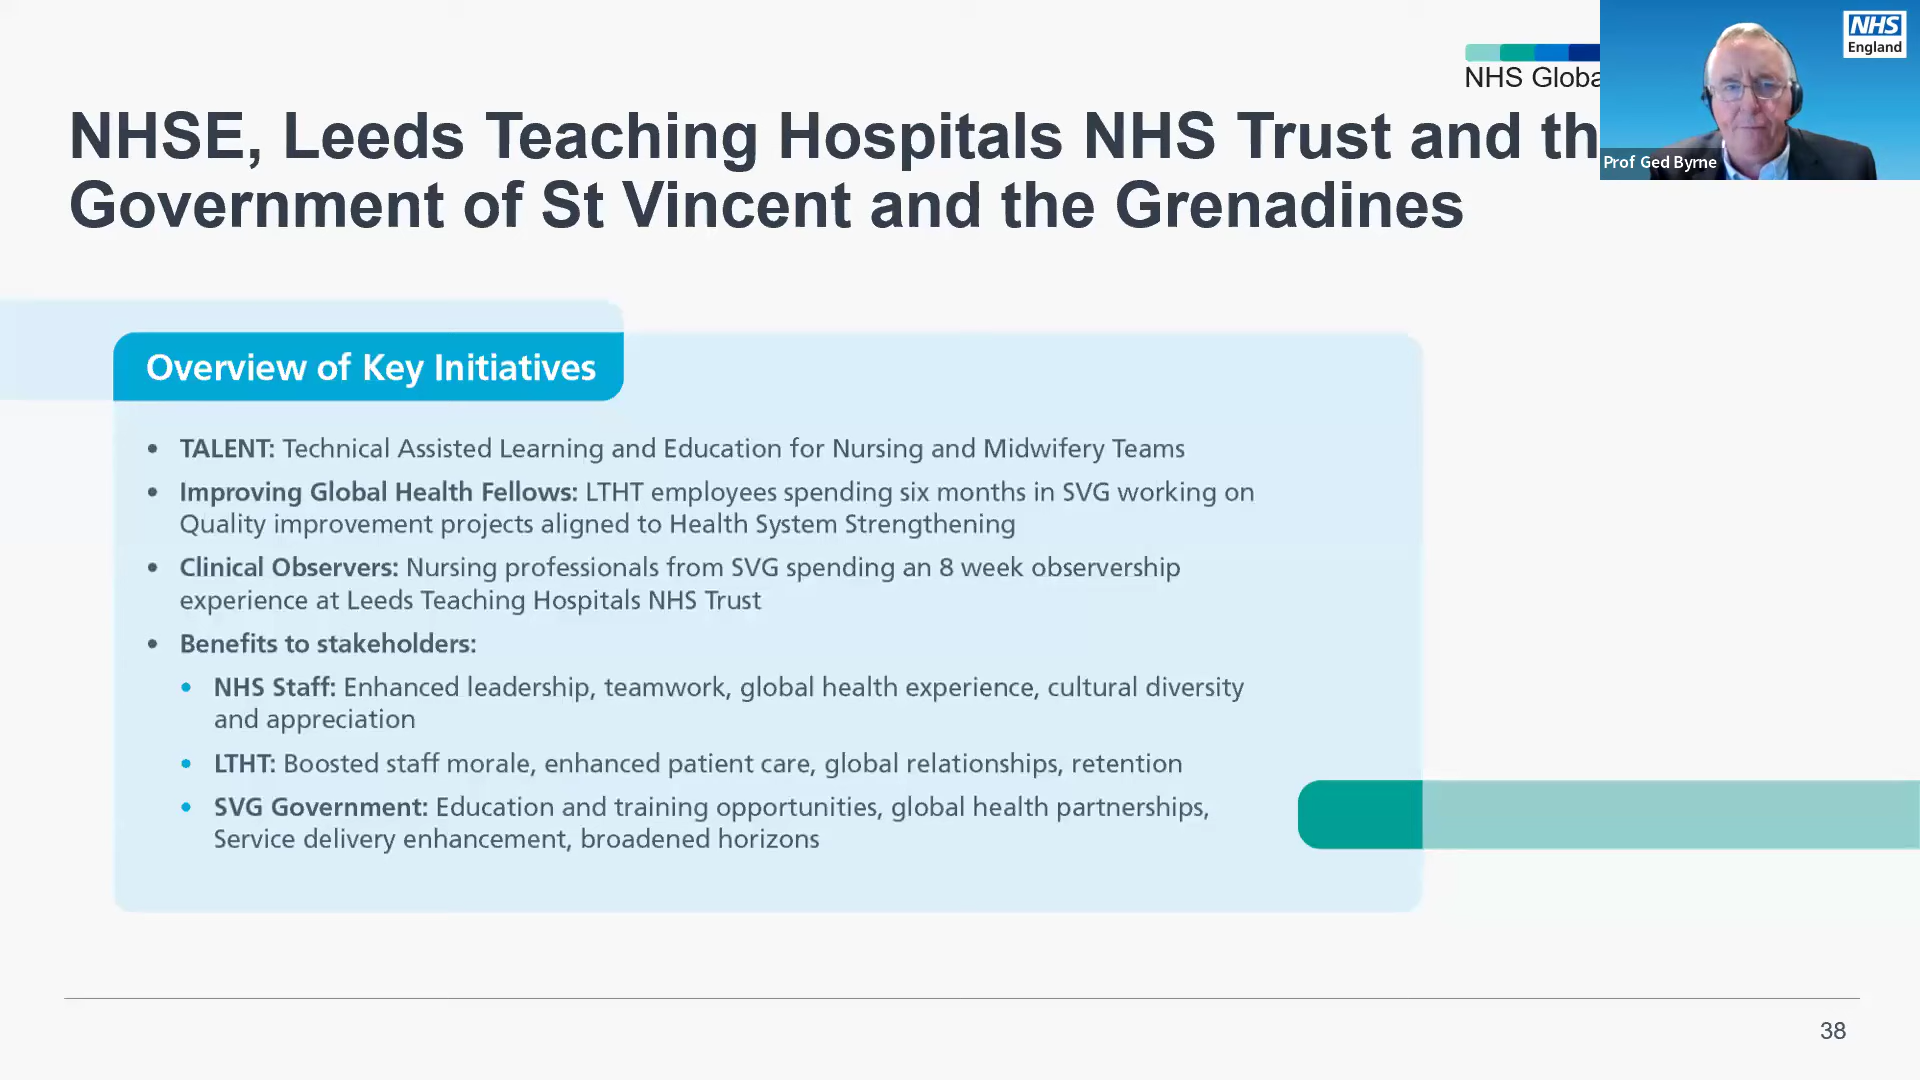 NHS
England
NHS Globa
NHSE, Leeds Teaching Hospitals NHS Trust and th
Prof Ged Byrne
Government of St Vincent and the Grenadines
Overview of Key Initiatives
• TALENT: Technical Assisted Learning and Education for Nursing and Midwifery Teams
• Improving Global Health Fellows: LTHT employees spending six months in SVG working on
Quality improvement projects aligned to Health System Strengthening
• Clinical Observers: Nursing professionals from SVG spending an 8 week observership
experience at Leeds Teaching Hospitals NHS Trust
• Benefits to stakeholders:
• NHS Staff: Enhanced leadership, teamwork, global health experience, cultural diversity
and appreciation
• LTHT: Boosted staff morale, enhanced patient care, global relationships, retention
• SVG Government: Education and training opportunities, global health partnerships,
Service delivery enhancement, broadened horizons
38